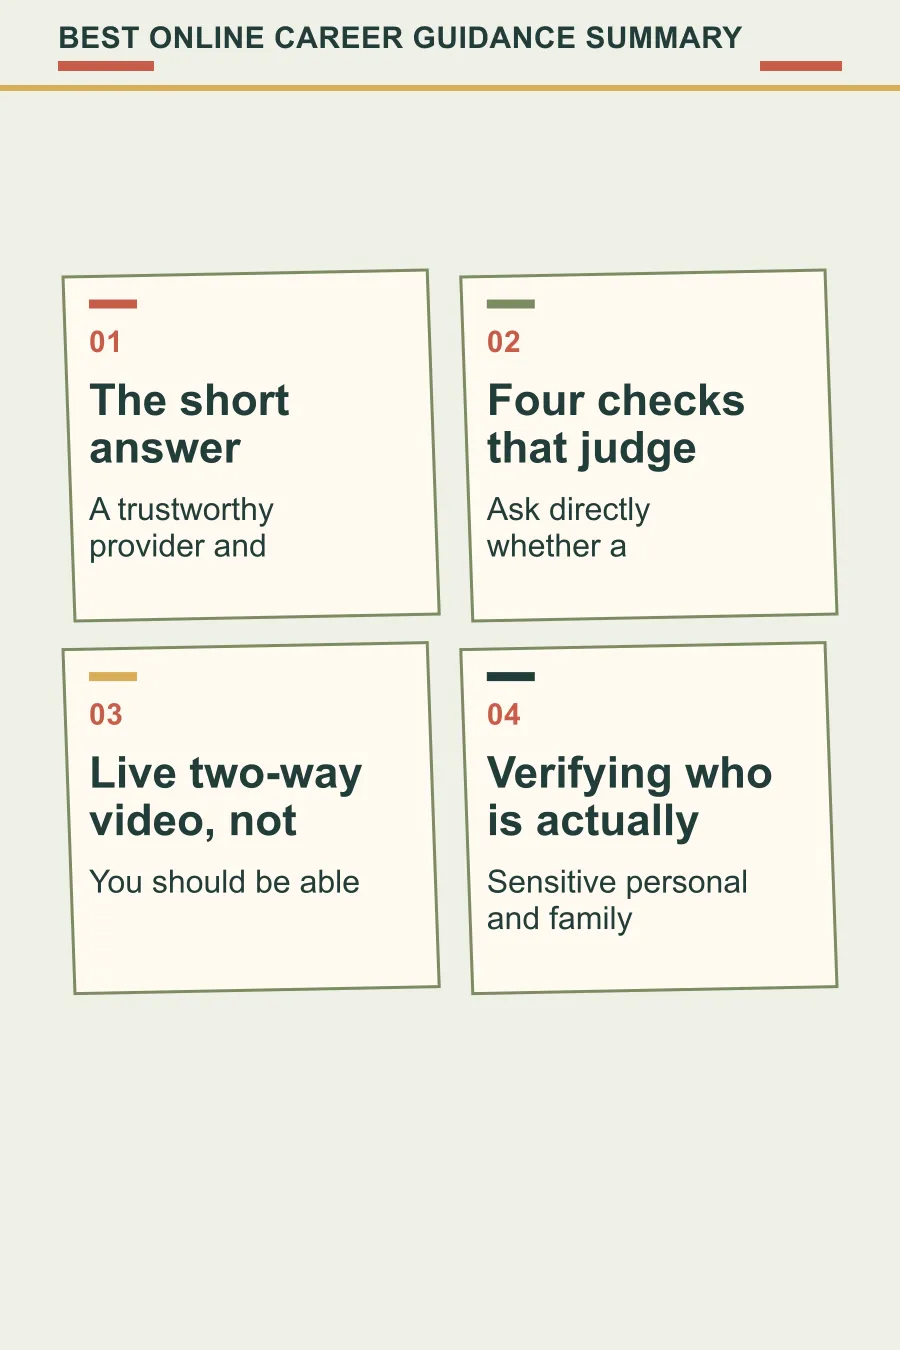 BEST ONLINE CAREER GUIDANCE SUMMARY
01
The short
answer
A trustworthy
provider and
02
Four checks
that judge
Ask directly
whether a
03
Live two-way
video, not
You should be able
04
Verifying who
is actually
Sensitive personal
and family